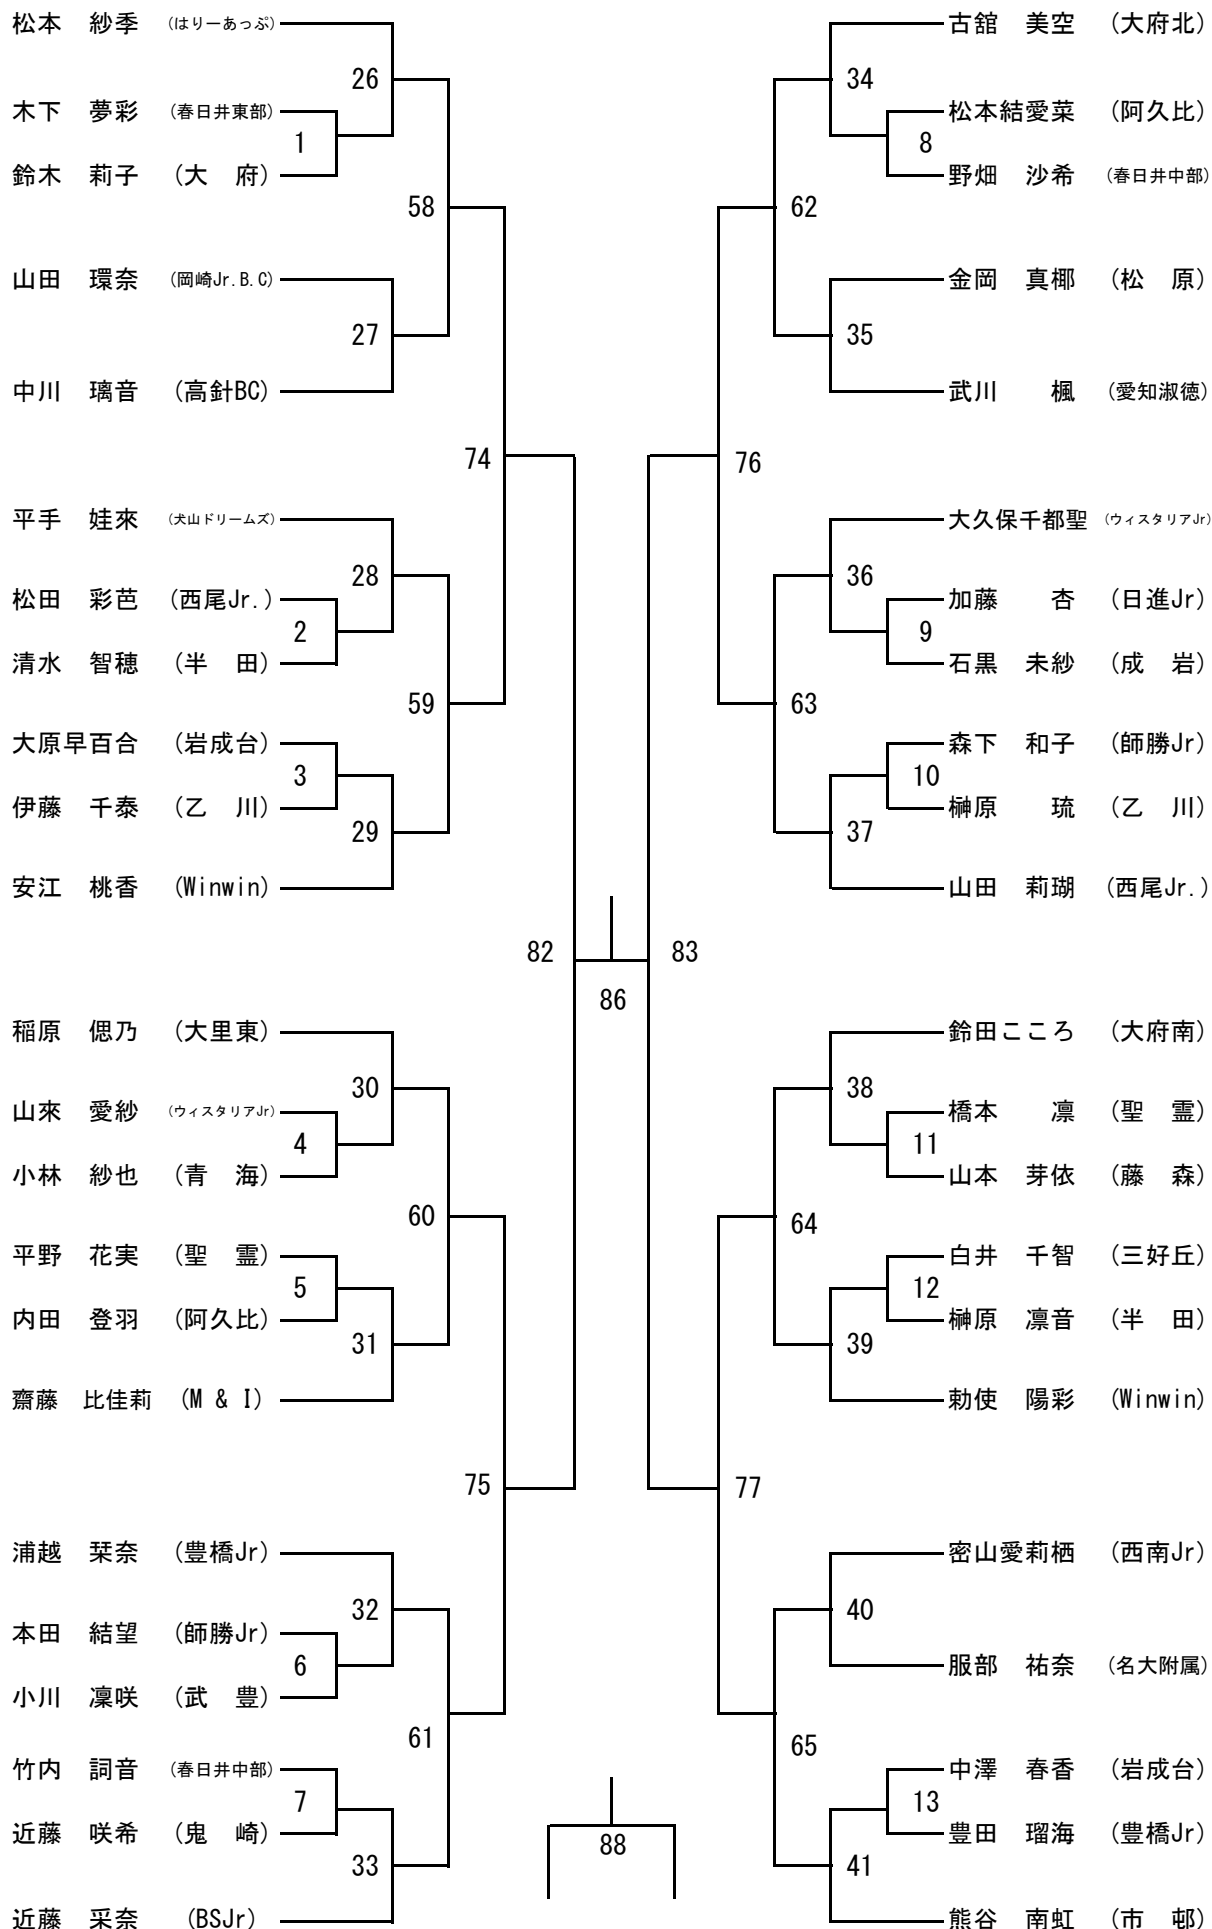 松本　紗季　(はりーあっぷ)
26
木下　夢彩　(春日井東部)
1
鈴木　莉子　(大　府)
58
山田　環奈　(岡崎Jr.B.C)
27
中川　璃音　(高針BC)
74
平手　娃來　(犬山ドリームズ)
28
松田　彩芭　(西尾Jr.)
2
清水　智穂　(半　田)
59
大原早百合　(岩成台)
3
伊藤　千泰　(乙　川)
29
安江　桃香　(Winwin)
82
稲原　偲乃　(大里東)
30
山來　愛紗　(ウィスタリアJr)
4
小林　紗也　(青　海)
60
平野　花実　(聖　霊)
5
内田　登羽　(阿久比)
31
齋藤　比佳莉　(M & I)
75
浦越　栞奈　(豊橋Jr)
32
本田　結望　(師勝Jr)
6
小川　凜咲　(武　豊)
61
竹内　詞音　(春日井中部)
7
近藤　咲希　(鬼　崎)
33
近藤　采奈　(BSJr)
86
88
古舘　美空　(大府北)
34
松本結愛菜　(阿久比)
8
野畑　沙希　(春日井中部)
62
金岡　真梛　(松　原)
35
武川　　楓　(愛知淑徳)
76
大久保千都聖　(ウィスタリアJr)
36
加藤　　杏　(日進Jr)
9
石黒　未紗　(成　岩)
63
森下　和子　(師勝Jr)
10
榊原　　琉　(乙　川)
37
山田　莉瑚　(西尾Jr.)
83
鈴田こころ　(大府南)
38
橋本　　凛　(聖　霊)
11
山本　芽依　(藤　森)
64
白井　千智　(三好丘)
12
榊原　凛音　(半　田)
39
勅使　陽彩　(Winwin)
77
密山愛莉栖　(西南Jr)
40
服部　祐奈　(名大附属)
65
中澤　春香　(岩成台)
13
豊田　瑠海　(豊橋Jr)
41
熊谷　南虹　(市　邨)